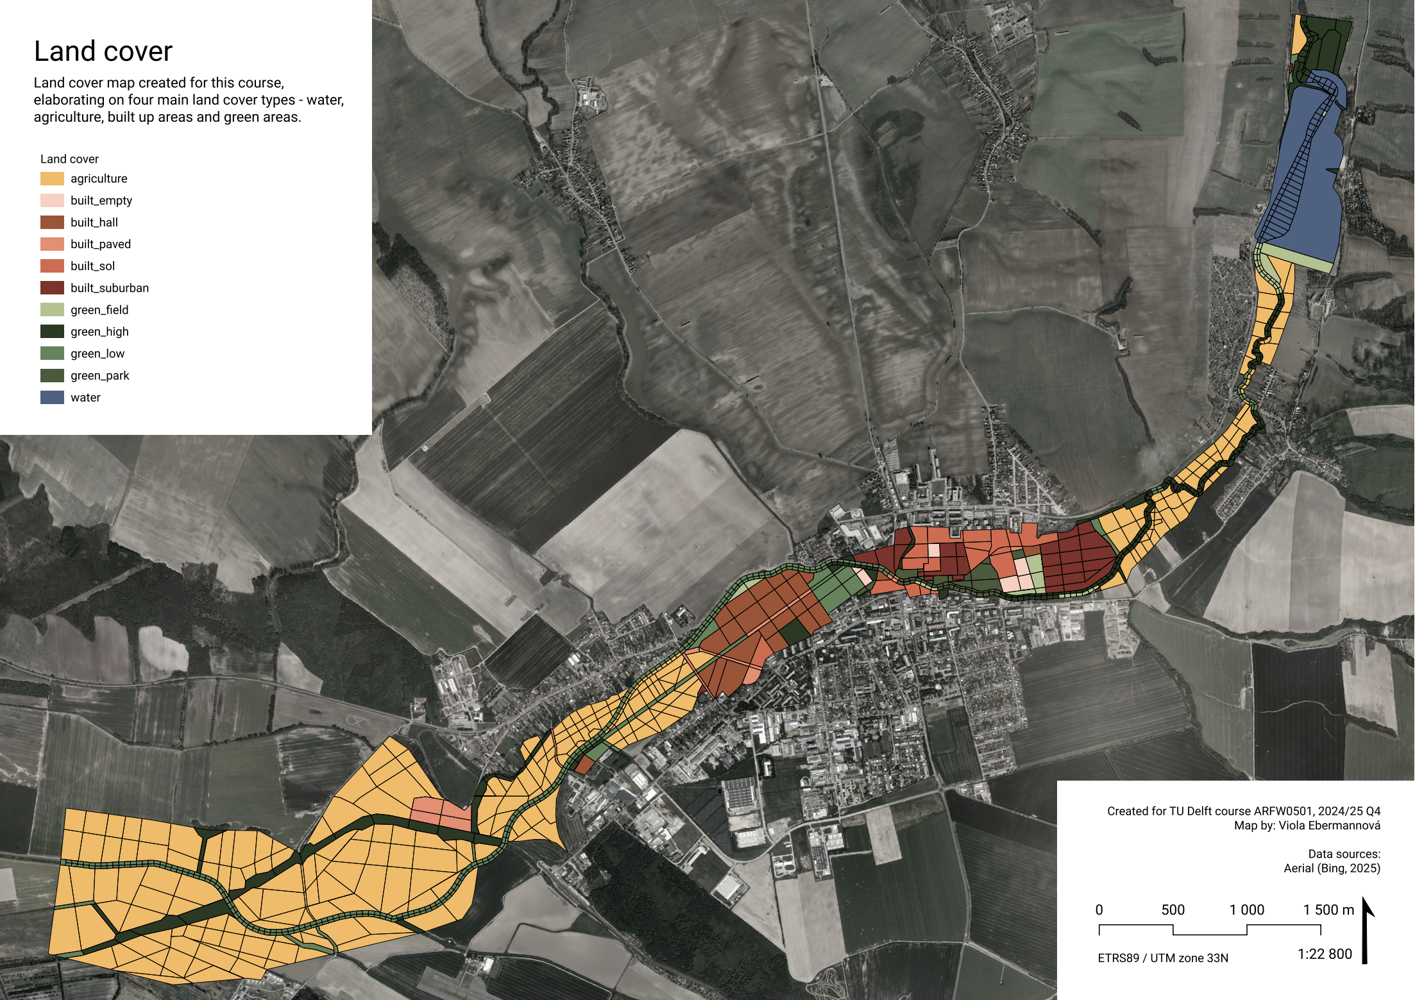 Land cover
Land cover map created for this course,
elaborating on four main land cover types - water,
agriculture, built up areas and green areas.
Land cover
agriculture
built_empty
built_hall
built_paved
built_sol
built_suburban
green_field
green_high
green_low
green_park
water
Created for TU Delft course ARFW0501, 2024/25 Q4
Map by: Viola Ebermannová
Data sources:
Aerial (Bing, 2025)
0 500 1 000 1 500 m
ETRS89 / UTM zone 33N
1:22 800